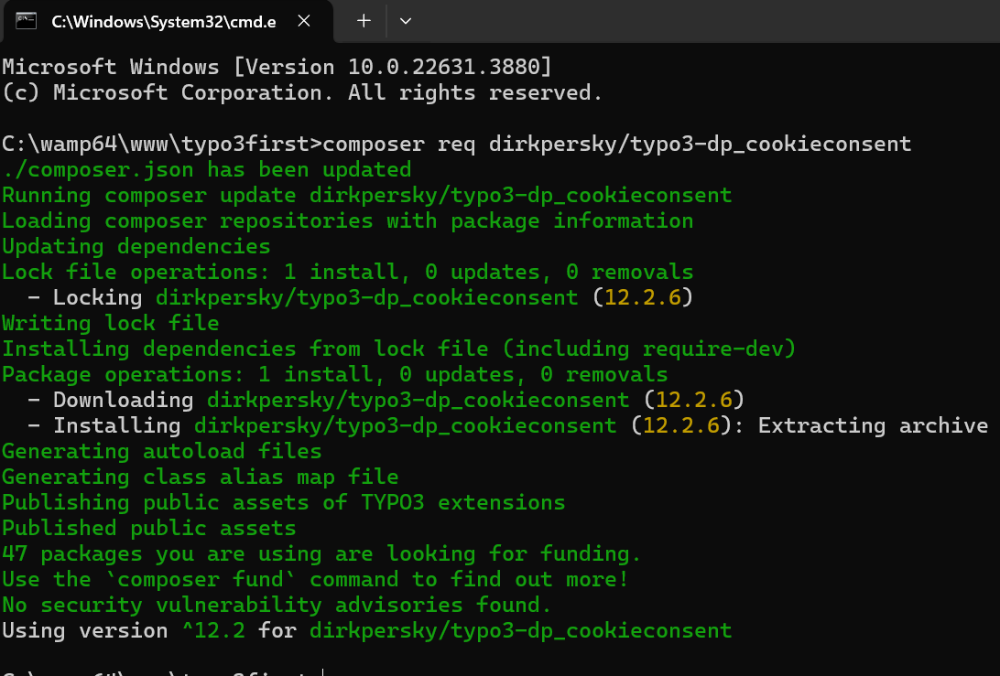 C:\Windows\System32\cmd.e
Microsoft Windows [Version 10.0.22631.3880]
(c) Microsoft Corporation. All rights reserved.
C:\wamp64\www\typo3first>composer req dirkpersky/typo3-dp_cookieconsent
./composer.json has been updated
Running composer update dirkpersky/typo3-dp_cookieconsent
Loading composer repositories with package information
Updating dependencies
Lock file operations: 1 install, 0 updates, 0 removals
  - Locking dirkpersky/typo3-dp_cookieconsent (12.2.6)
Writing lock file
Installing dependencies from lock file (including require-dev)
Package operations: 1 install, 0 updates, 0 removals
  - Downloading dirkpersky/typo3-dp_cookieconsent (12.2.6)
  - Installing dirkpersky/typo3-dp_cookieconsent (12.2.6): Extracting archive
Generating autoload files
Generating class alias map file
Publishing public assets of TYPO3 extensions
Published public assets
47 packages you are using are looking for funding.
Use the `composer fund` command to find out more!
No security vulnerability advisories found.
Using version ^12.2 for dirkpersky/typo3-dp_cookieconsent